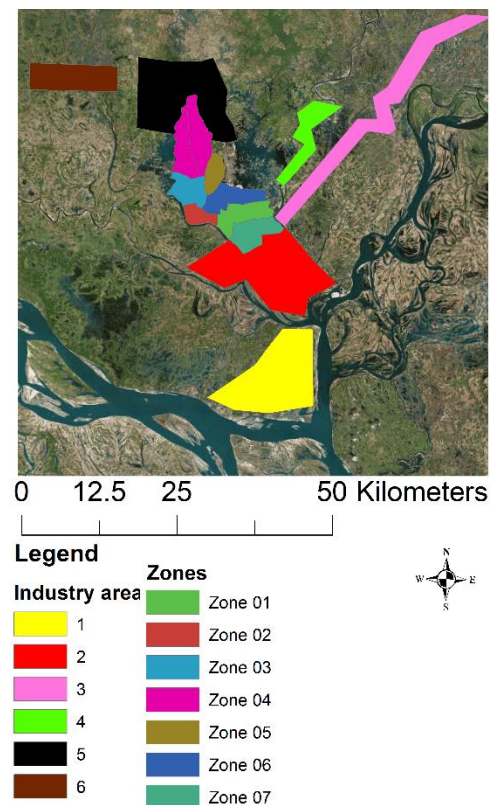 0 12.5 25 50 Kilometers
Legend
Industry area
1
2
3
4
5
6
Zones
Zone 01
Zone 02
Zone 03
Zone 04
Zone 05
Zone 06
Zone 07
N
W E
S